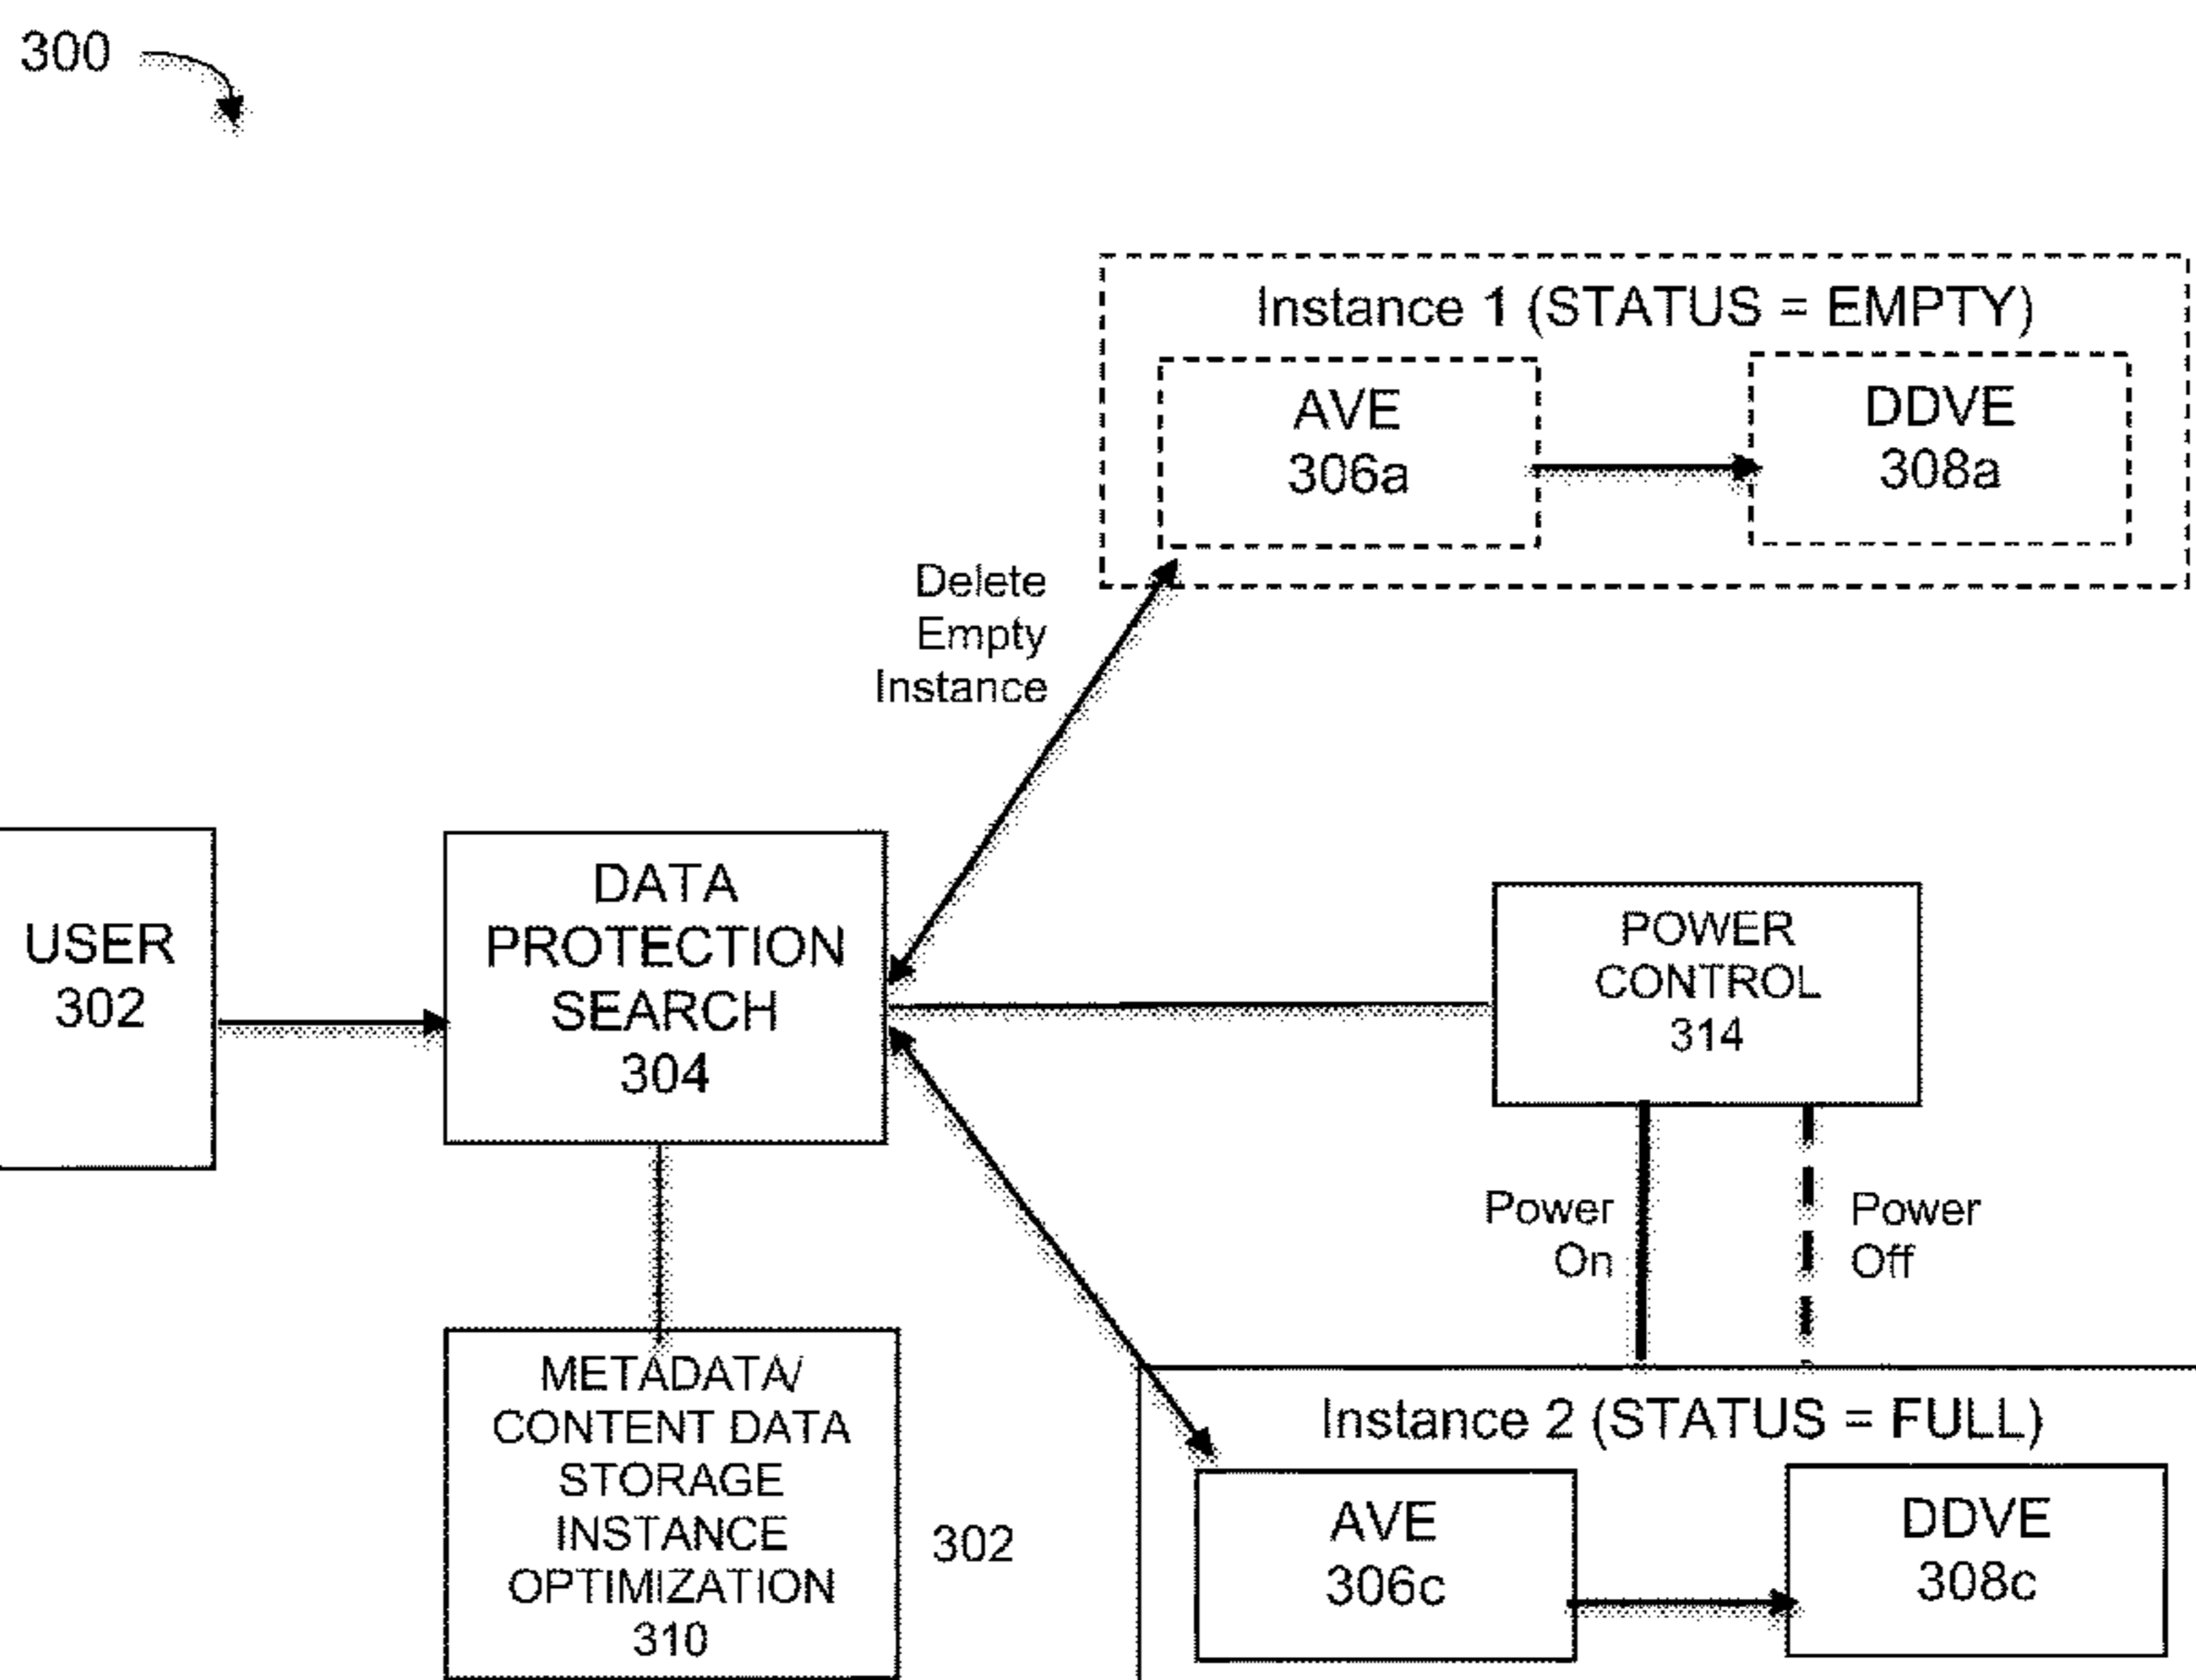 300
Instance 1 (STATUS = EMPTY)
AVE
306a
DDVE
308a
Delete
Empty
Instance
USER
302
DATA
PROTECTION
SEARCH
304
POWER
CONTROL
314
Power
On
Power
Off
METADATA/
CONTENT DATA
STORAGE
INSTANCE
OPTIMIZATION
310
302
Instance 2 (STATUS = FULL)
AVE
306c
DDVE
308c